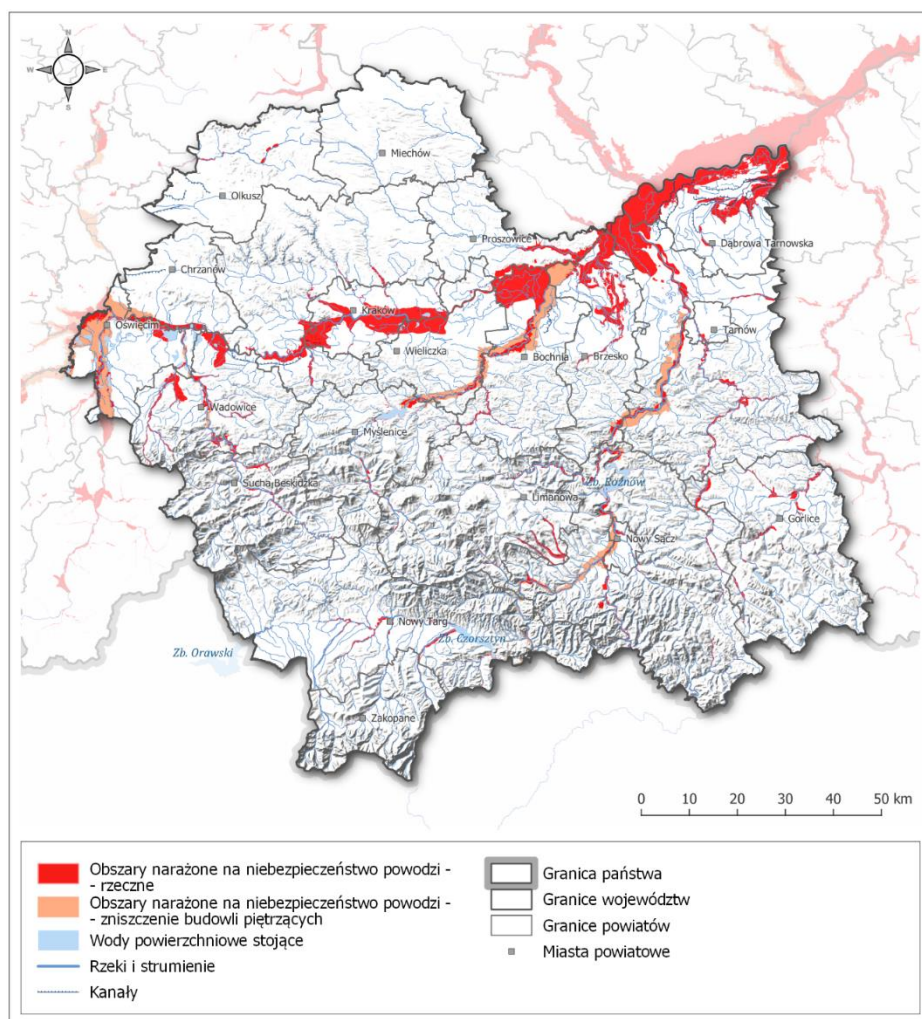 N
W
E
S
Miechów
Olkusz
Proszowice
Dąbrowa Tarnowska
Chrzanów
Kraków
Oświęcim
Tarnów
Wieliczka
Bochnia
Brzesko
Wadowice
Myślenice
Sucha Beskidzka
Zb. Rożnów
Limanowa
Gorlice
Nowy Sącz
Nowy Targ
Zb. Czorsztyn
Zb. Orawski
Zakopane
0 10 20 30 40 50 km
Obszary narażone na niebezpieczeństwo powodzi -
- rzeczne
Obszary narażone na niebezpieczeństwo powodzi -
- zniszczenie budowli piętrzących
Wody powierzchniowe stojące
Rzeki i strumienie
Kanały
Granica państwa
Granice województw
Granice powiatów
Miasta powiatowe